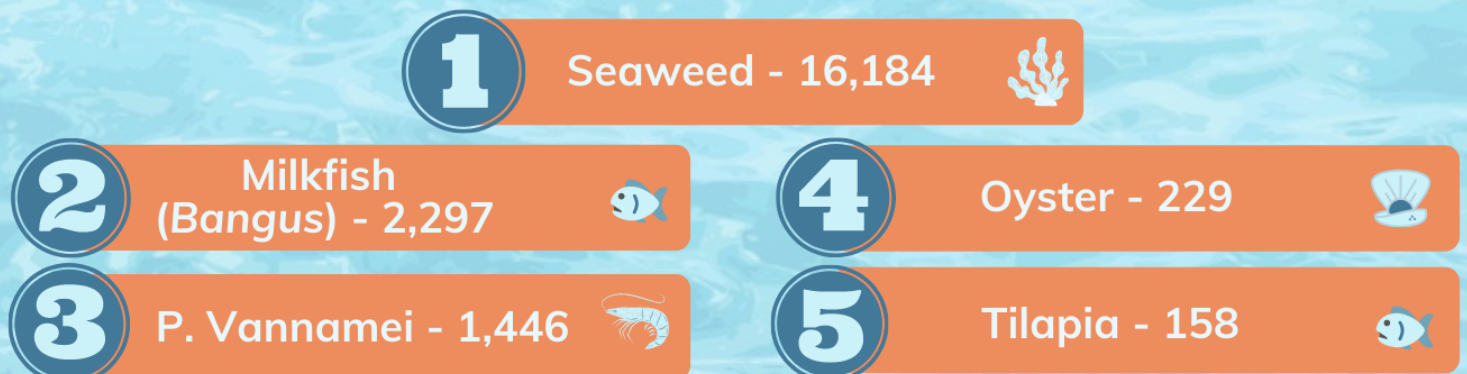 1
Seaweed - 16,184
2
Milkfish
(Bangus) - 2,297
3
P. Vannamei - 1,446
4
Oyster - 229
5
Tilapia - 158